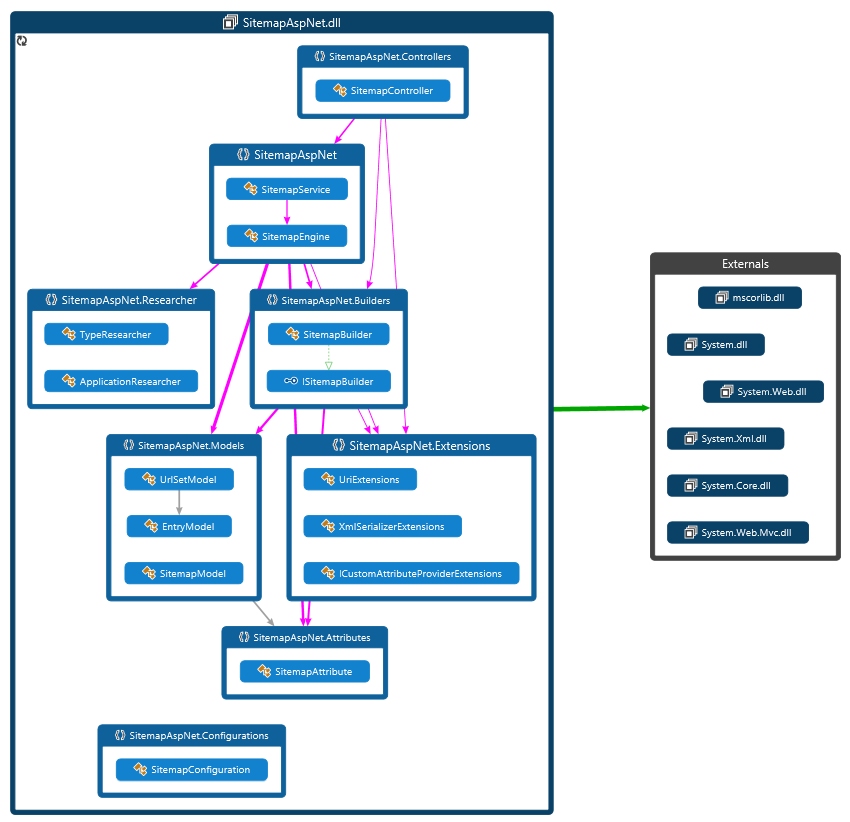 SitemapAspNet.dll
SitemapAspNet.Controllers
SitemapController
SitemapAspNet
SitemapService
SitemapEngine
SitemapAspNet.Researcher
TypeResearcher
ApplicationResearcher
SitemapAspNet.Builders
SitemapBuilder
ISitemapBuilder
SitemapAspNet.Models
UrlSetModel
EntryModel
SitemapModel
SitemapAspNet.Extensions
UriExtensions
XmlSerializerExtensions
ICustomAttributeProviderExtensions
SitemapAspNet.Attributes
SitemapAttribute
SitemapAspNet.Configurations
SitemapConfiguration
Externals
mscorlib.dll
System.dll
System.Web.dll
System.Xml.dll
System.Core.dll
System.Web.Mvc.dll